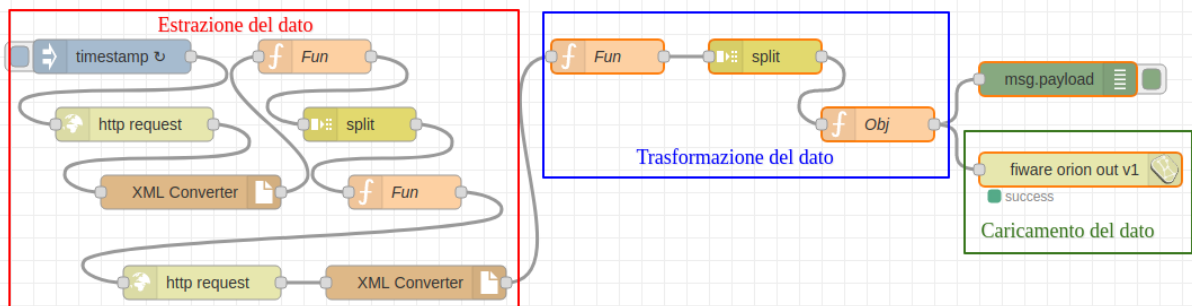 Estrazione del dato
timestamp ↻
Fun
http request
split
XML Converter
Fun
http request
XML Converter
Fun
split
Obj
Trasformazione del dato
msg.payload
fiware orion out v1
success
Caricamento del dato